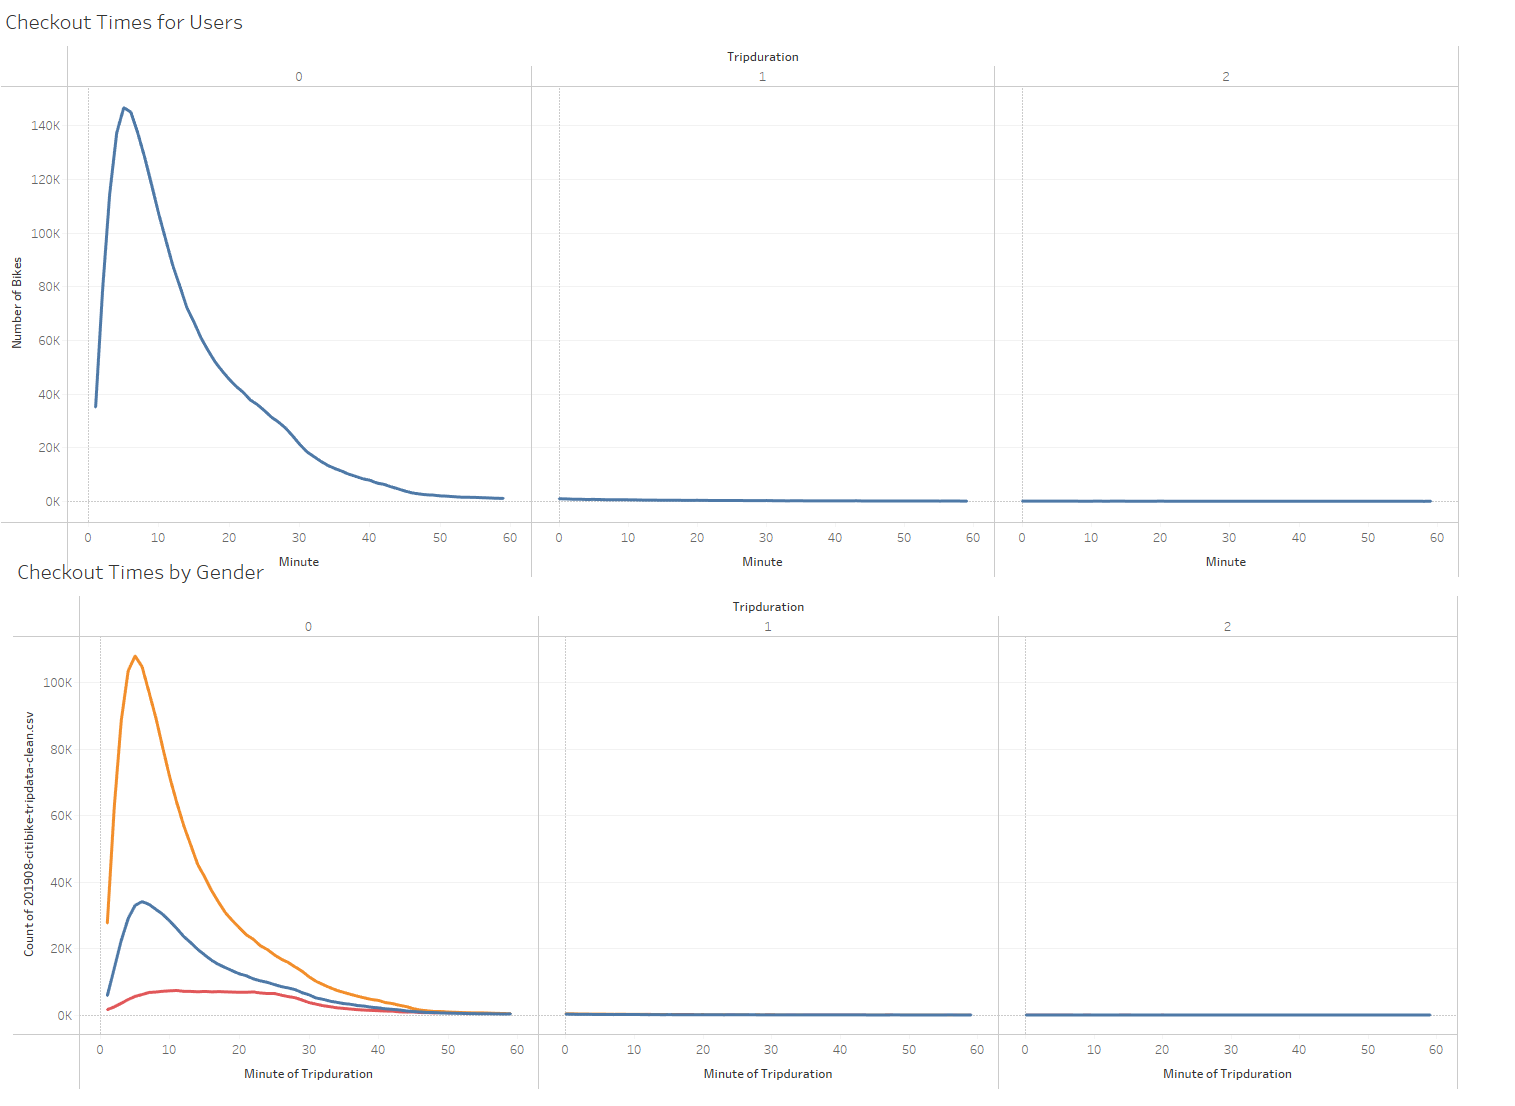 Checkout Times for Users
Tripduration
0 1 2
Number of Bikes
140K
120K
100K
80K
60K
40K
20K
0K
0 10 20 30 40 50 60 0 10 20 30 40 50 60 0 10 20 30 40 50 60
Minute Minute Minute
Checkout Times by Gender
Tripduration
0 1 2
Count of 201908-citibike-tripdata-clean.csv
100K
80K
60K
40K
20K
0K
0 10 20 30 40 50 60 0 10 20 30 40 50 60 0 10 20 30 40 50 60
Minute of Tripduration Minute of Tripduration Minute of Tripduration